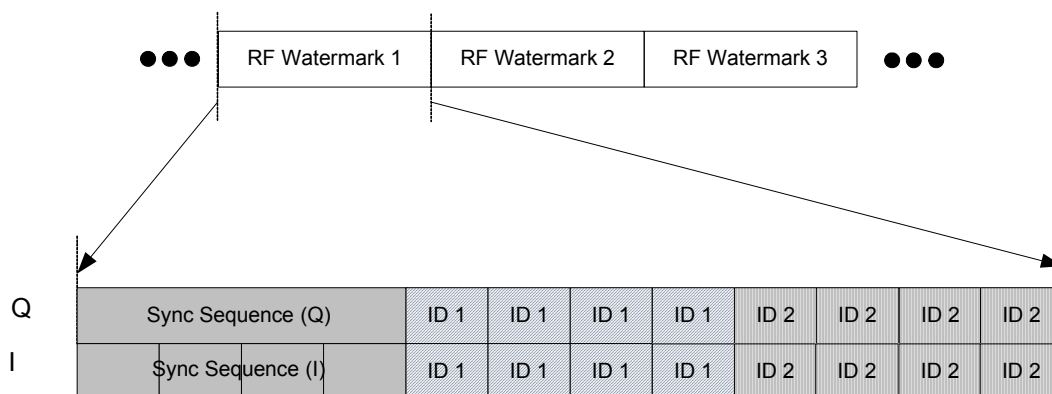 RF Watermark 1 RF Watermark 2 RF Watermark 3
Q Sync Sequence (Q) ID 1 ID 1 ID 1 ID 1 ID 2 ID 2 ID 2 ID 2
I Sync Sequence (I) ID 1 ID 1 ID 1 ID 1 ID 2 ID 2 ID 2 ID 2